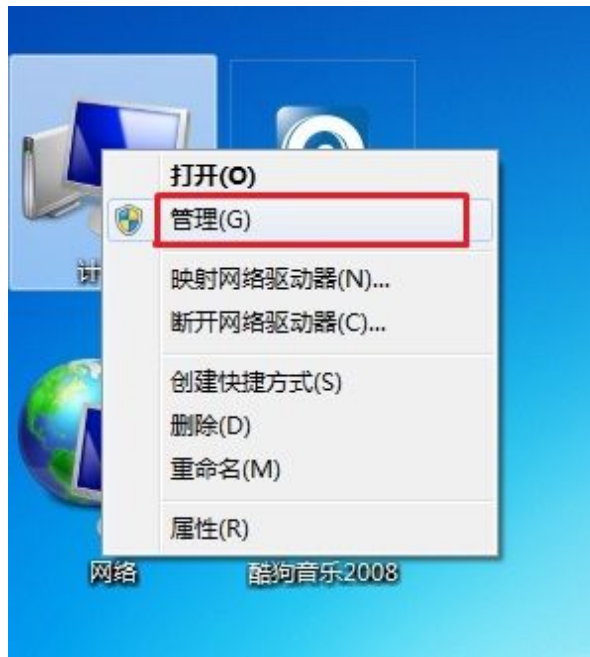 打开(O)
管理(G)
计
映射网络驱动器(N)...
断开网络驱动器(C)...
创建快捷方式(S)
删除(D)
重命名(M)
属性(R)
网络
酷狗音乐2008